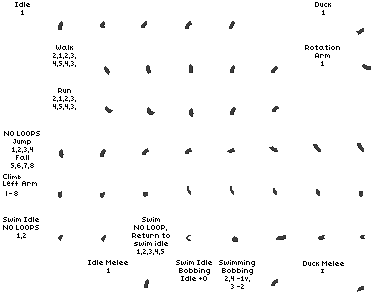 Idle
1
Duck
1
Walk
2,1,2,3,
4,5,4,3,
Rotation
Arm
1
Run
2,1,2,3,
4,5,4,3,
NO LOOPS
Jump
1,2,3,4
Fall
5,6,7,8
Climb
Left Arm
1-8
Swim Idle
NO LOOPS
1,2
Swim
NO LOOP,
Return to
swim idle
1,2,3,4,5
Idle Melee
1
Swim Idle
Bobbing
Idle +0
Swimming
Bobbing
2,4 -1v,
3 -2
Duck Melee
1